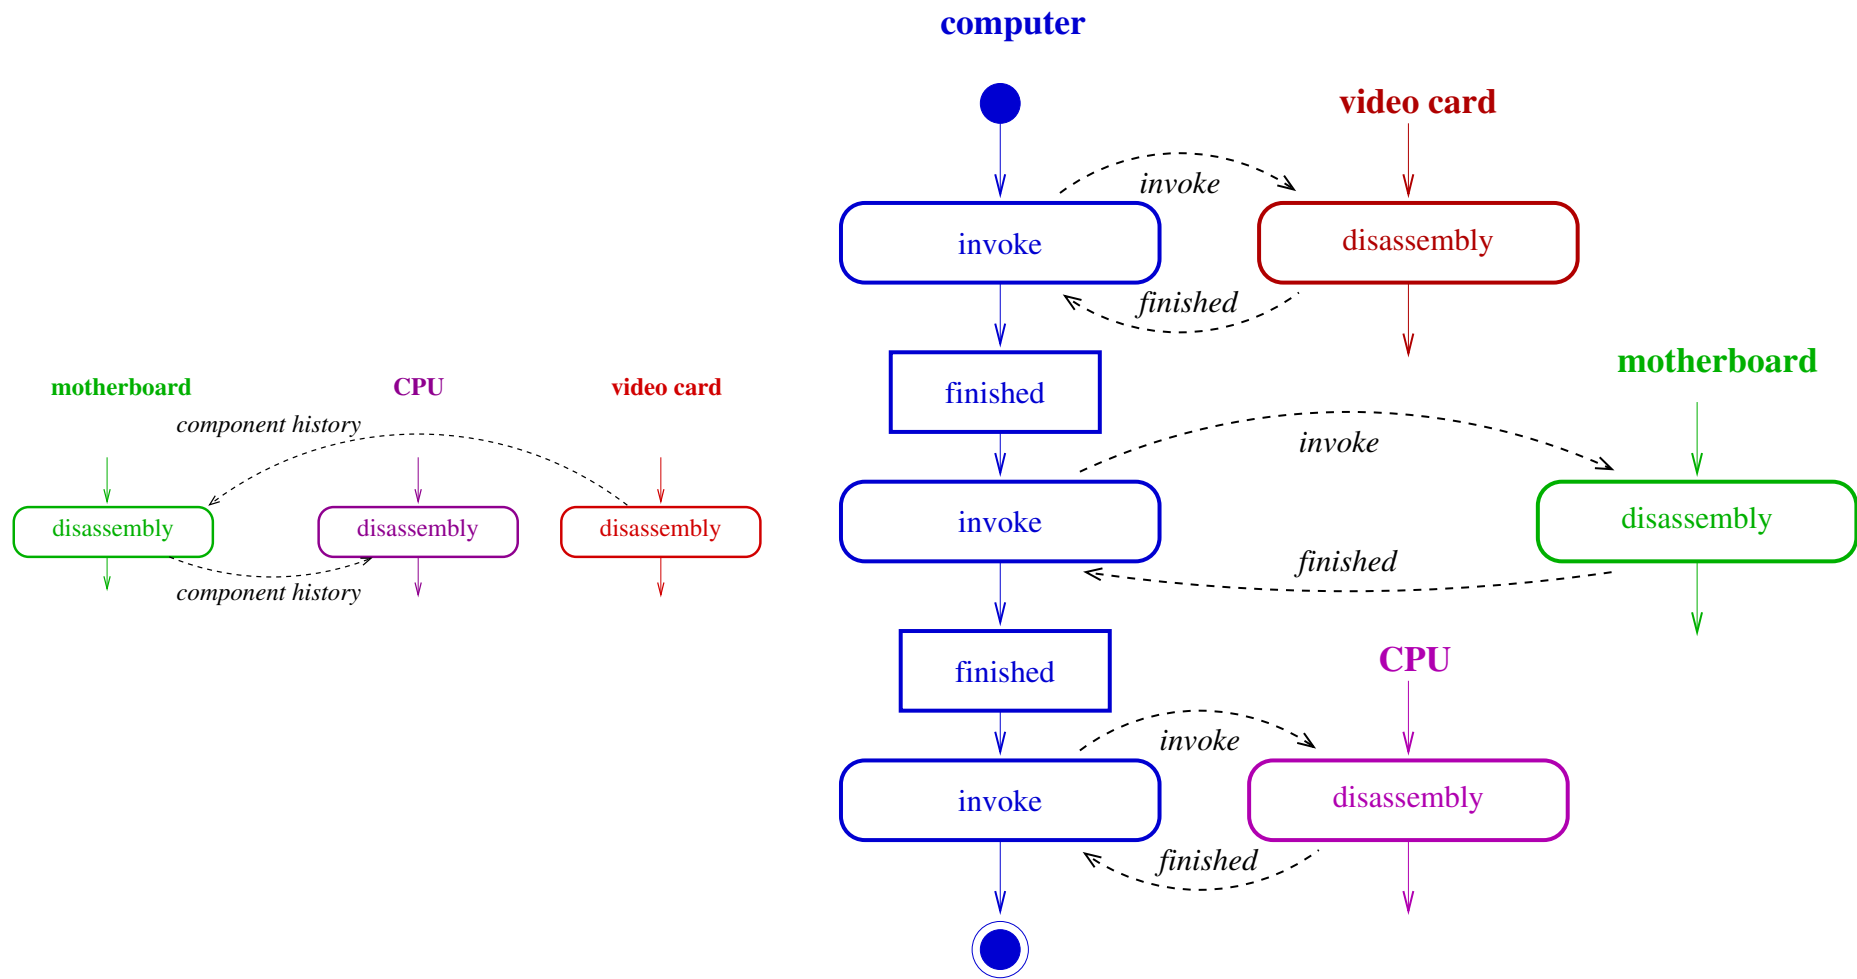 motherboard
CPU
video card
component history
disassembly
disassembly
disassembly
component history
computer
video card
invoke
invoke
disassembly
finished
finished
motherboard
invoke
invoke
disassembly
finished
finished
CPU
invoke
invoke
disassembly
finished